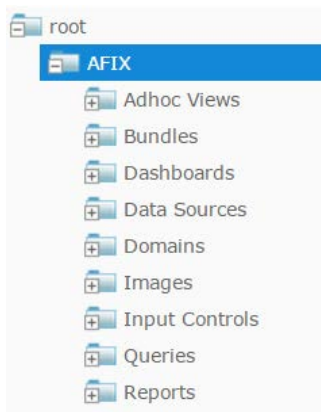 root
AFIX
Adhoc Views
Bundles
Dashboards
Data Sources
Domains
Images
Input Controls
Queries
Reports